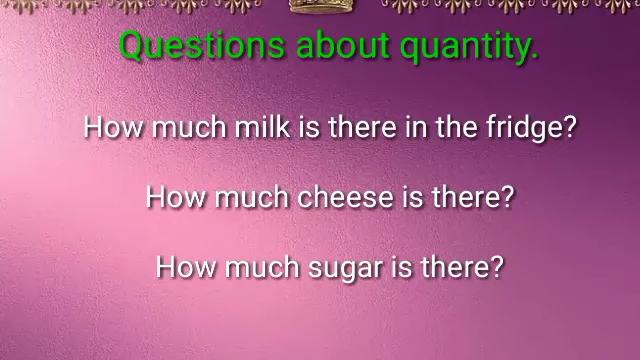 Questions about quantity.
How much milk is there in the fridge?
How much cheese is there?
How much sugar is there?